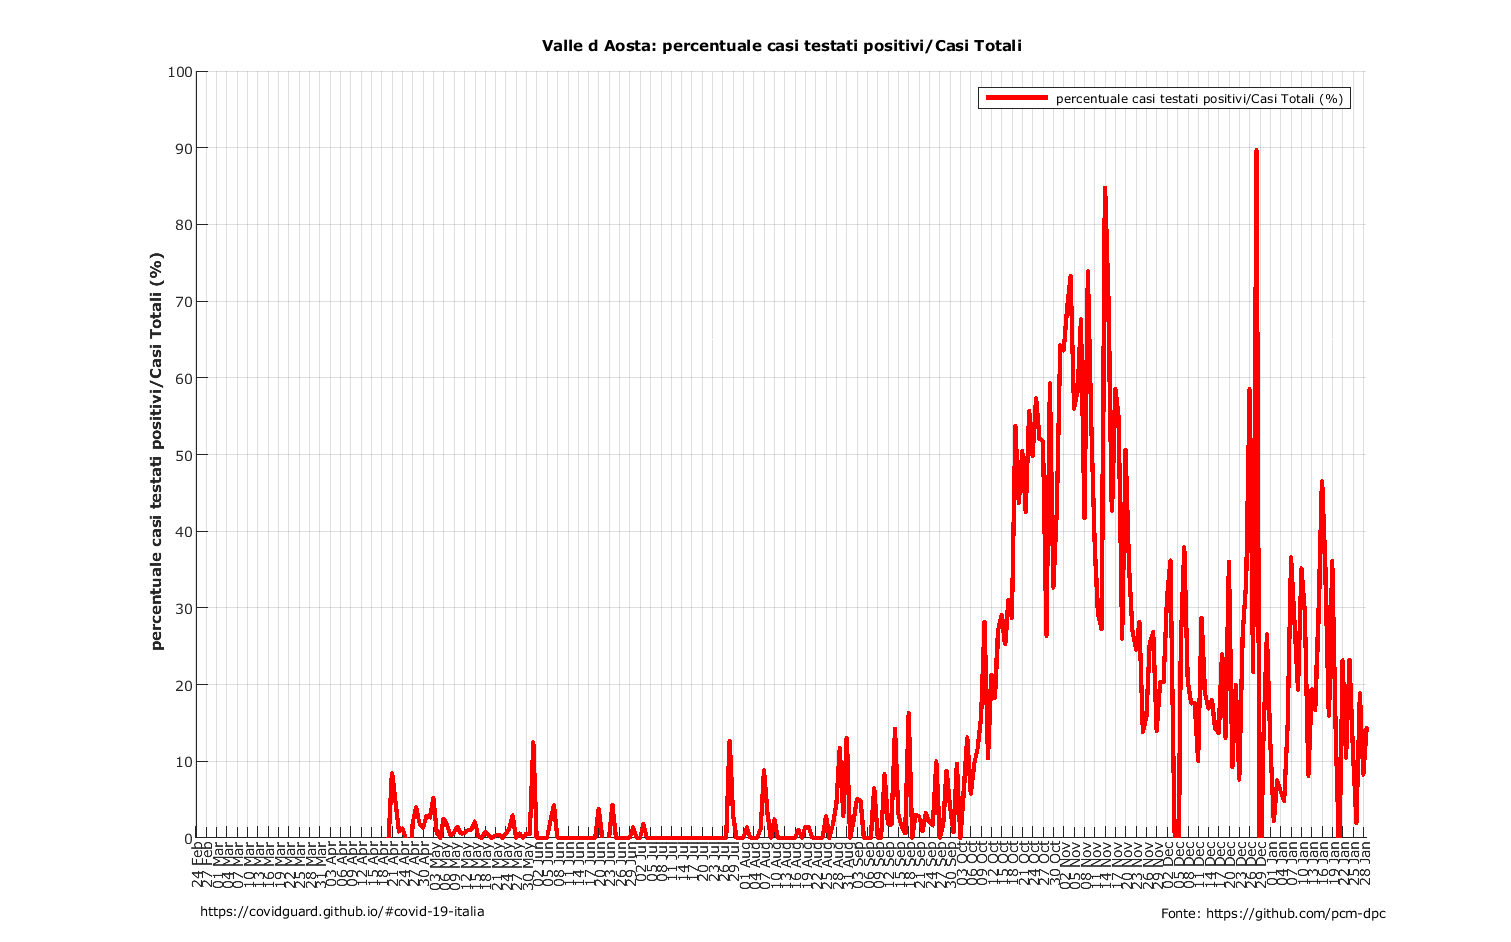 Valle d Aosta: percentuale casi testati positivi/Casi Totali
percentuale casi testati positivi/Casi Totali (%)
percentuale casi testati positivi/Casi Totali (%)
100
90
80
70
60
50
40
30
20
10
0
24 Feb
27 Feb
01 Mar
04 Mar
07 Mar
10 Mar
13 Mar
16 Mar
19 Mar
22 Mar
25 Mar
28 Mar
31 Mar
03 Apr
06 Apr
09 Apr
12 Apr
15 Apr
18 Apr
21 Apr
24 Apr
27 Apr
30 Apr
03 May
06 May
09 May
12 May
15 May
18 May
21 May
24 May
27 May
30 May
02 Jun
05 Jun
08 Jun
11 Jun
14 Jun
17 Jun
20 Jun
23 Jun
26 Jun
29 Jun
02 Jul
05 Jul
08 Jul
11 Jul
14 Jul
17 Jul
20 Jul
23 Jul
26 Jul
29 Jul
01 Aug
04 Aug
07 Aug
10 Aug
13 Aug
16 Aug
19 Aug
22 Aug
25 Aug
28 Aug
31 Aug
03 Sep
06 Sep
09 Sep
12 Sep
15 Sep
18 Sep
21 Sep
24 Sep
27 Sep
30 Sep
03 Oct
06 Oct
09 Oct
12 Oct
15 Oct
18 Oct
21 Oct
24 Oct
27 Oct
30 Oct
02 Nov
05 Nov
08 Nov
11 Nov
14 Nov
17 Nov
20 Nov
23 Nov
26 Nov
29 Nov
02 Dec
05 Dec
08 Dec
11 Dec
14 Dec
17 Dec
20 Dec
23 Dec
26 Dec
29 Dec
01 Jan
04 Jan
07 Jan
10 Jan
13 Jan
16 Jan
19 Jan
22 Jan
25 Jan
28 Jan
https://covidguard.github.io/#covid-19-italia
Fonte: https://github.com/pcm-dpc